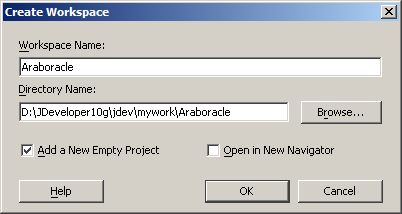 Create Workspace
Workspace Name:
Araboracle
Directory Name:
D:\JDeveloper10g\jdev\mywork\Araboracle
Browse...
Add a New Empty Project
Open in New Navigator
Help
OK
Cancel